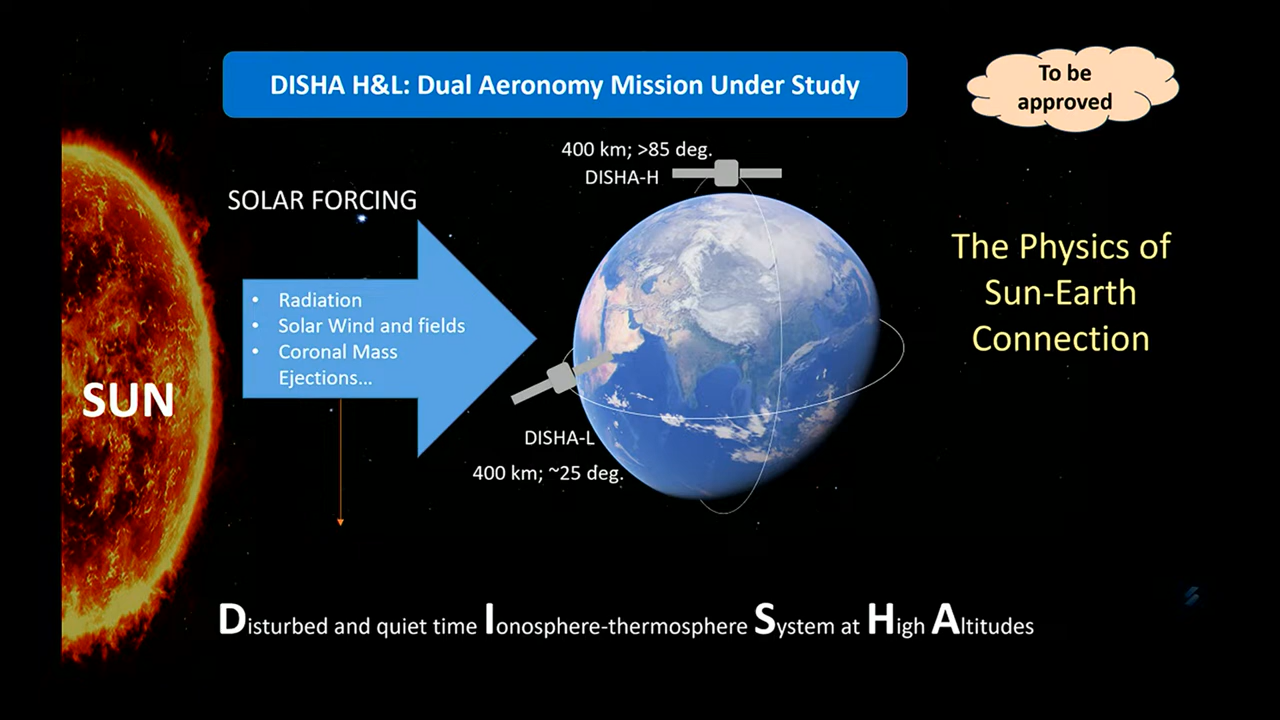 DISHA H&L: Dual Aeronomy Mission Under Study
To be
approved
400 km; >85 deg.
DISHA-H
SOLAR FORCING
• Radiation
• Solar Wind and fields
• Coronal Mass
Ejections...
The Physics of
Sun-Earth
Connection
SUN
DISHA-L
400 km; ~25 deg.
Disturbed and quiet time Ionosphere-thermosphere System at High Altitudes